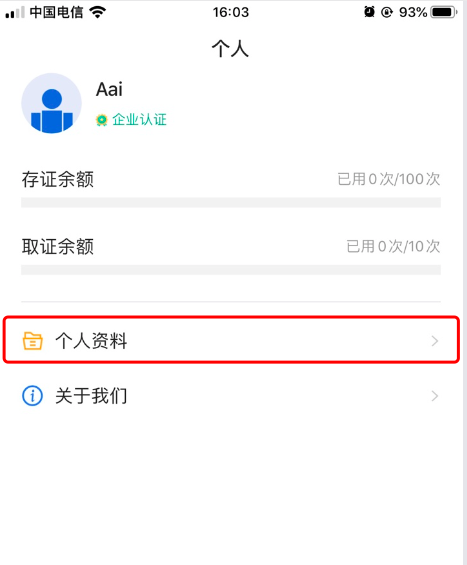 中国电信 16:03 93%
个人
Aai
企业认证
存证余额 已用0次/100次
取证余额 已用0次/10次
个人资料
关于我们